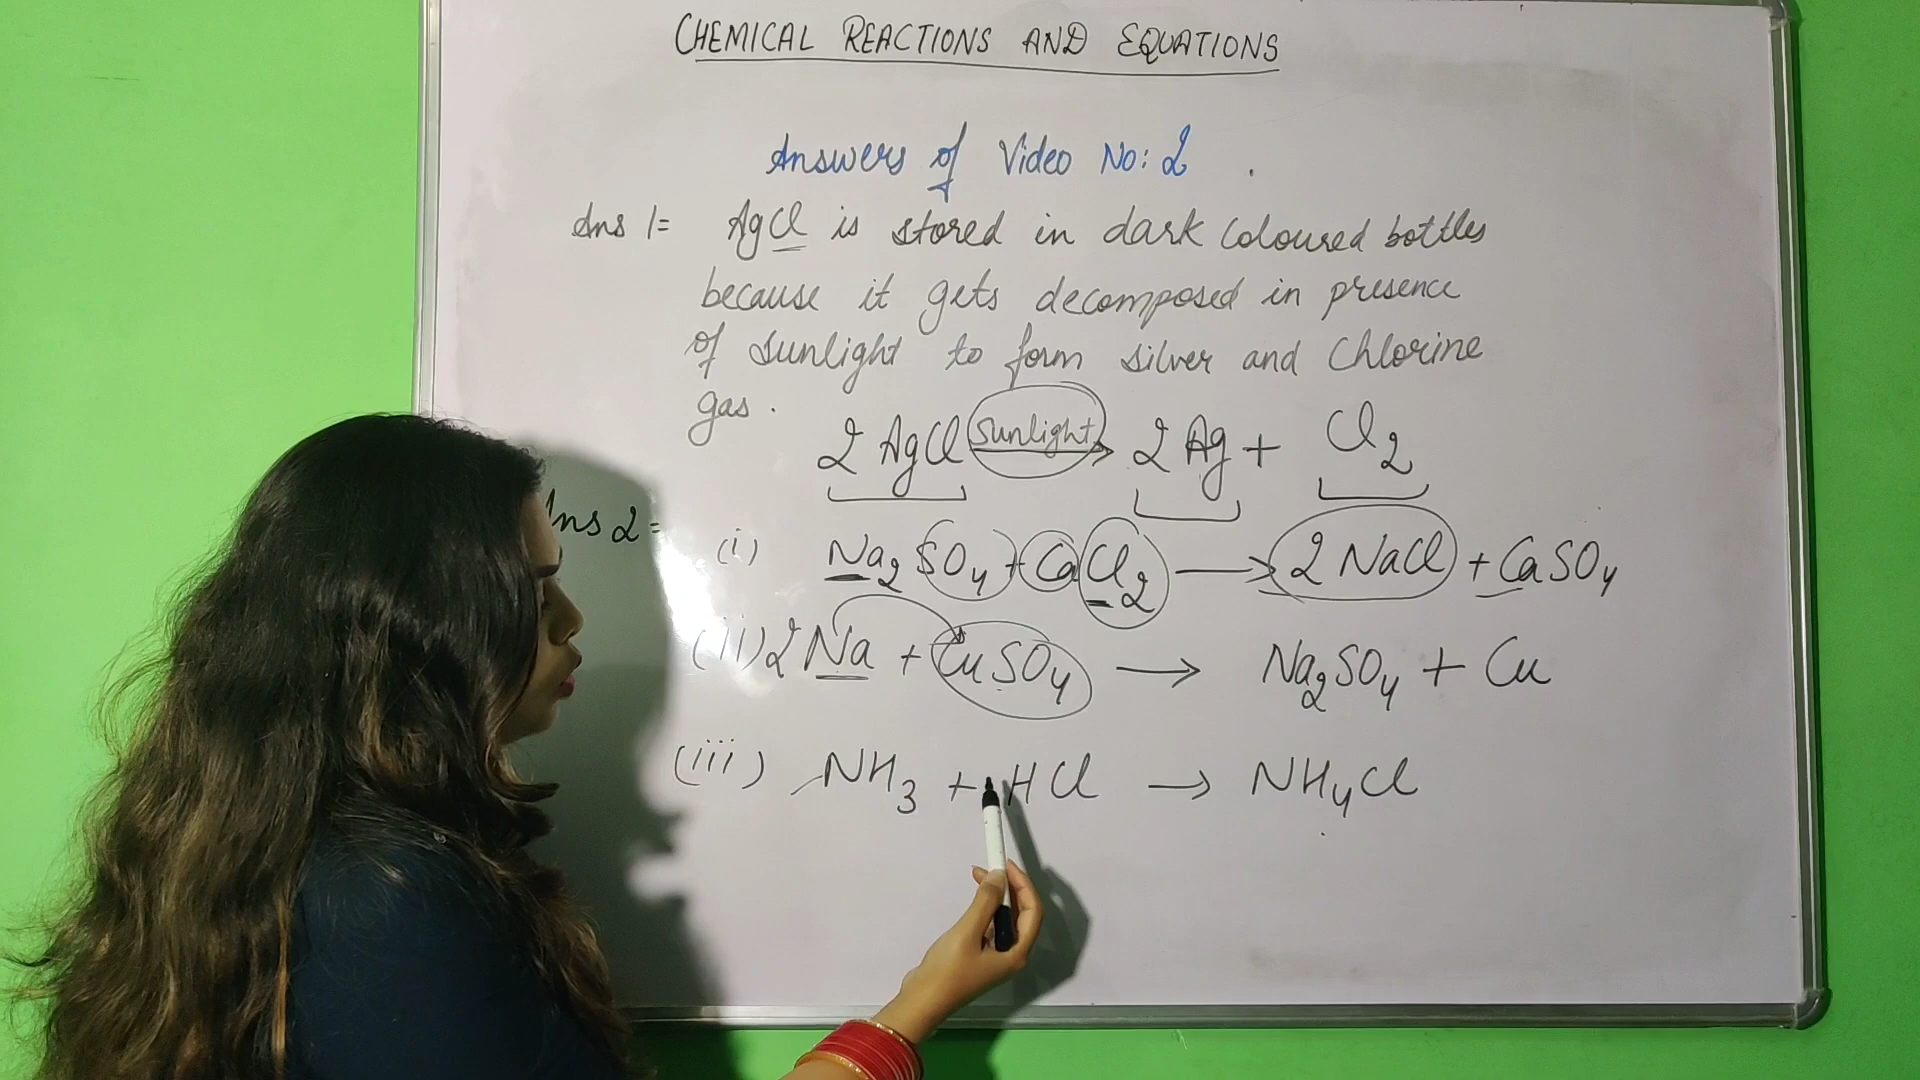 CHEMICAL REACTIONS AND EQUATIONS
Answers of Video No: 2
Ans 1= AgCl is stored in dark coloured bottles
because it gets decomposed in presence
of sunlight to form silver and Chlorine
gas.
2 AgCl sunlight → 2 Ag + Cl2
Ans 2=
(i) Na2SO4 + CaCl2 → 2 NaCl + CaSO4
(ii) 2 Na + CuSO4 → Na2SO4 + Cu
(iii) NH3 + HCl → NH4Cl